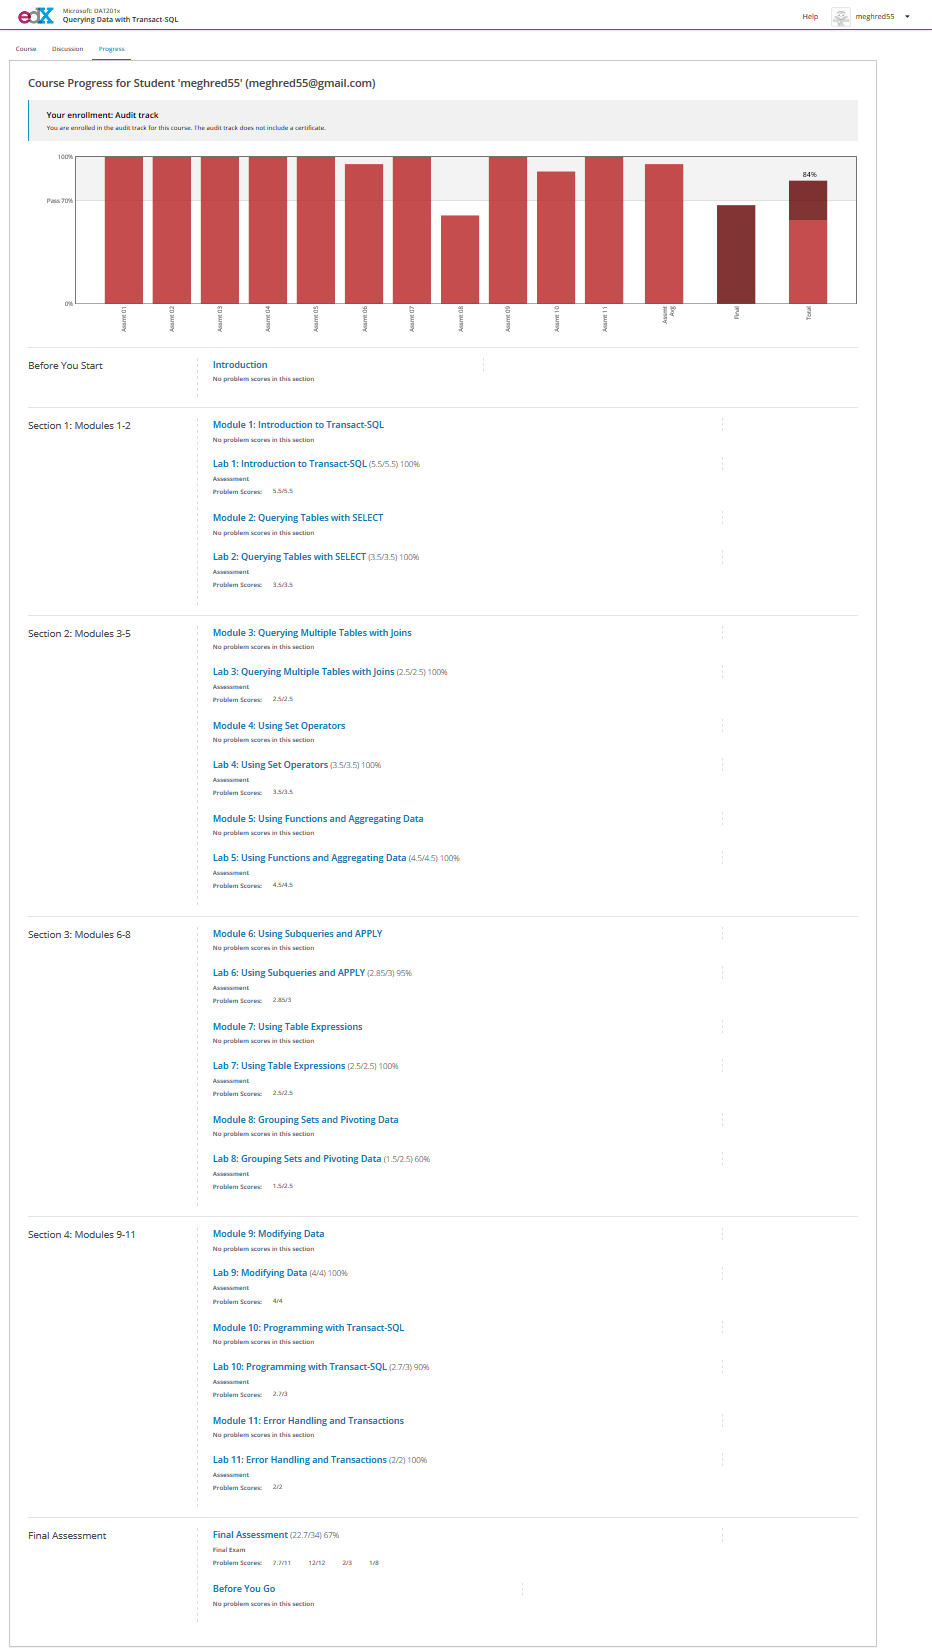 edX
Microsoft: DAT201x
Querying Data with Transact-SQL
Help
meghred55
Course Discussion Progress
Course Progress for Student 'meghred55' (meghred55@gmail.com)
Your enrollment: Audit track
You are enrolled in the audit track for this course. The audit track does not include a certificate.
100%
Pass 70%
0%
84%
Assmt 01
Assmt 02
Assmt 03
Assmt 04
Assmt 05
Assmt 06
Assmt 07
Assmt 08
Assmt 09
Assmt 10
Assmt 11
Assmt
Avg
Final
Total
Before You Start
Introduction
No problem scores in this section
Section 1: Modules 1-2
Module 1: Introduction to Transact-SQL
No problem scores in this section
Lab 1: Introduction to Transact-SQL (5.5/5.5) 100%
Assessment
Problem Scores: 5.5/5.5
Module 2: Querying Tables with SELECT
No problem scores in this section
Lab 2: Querying Tables with SELECT (3.5/3.5) 100%
Assessment
Problem Scores: 3.5/3.5
Section 2: Modules 3-5
Module 3: Querying Multiple Tables with Joins
No problem scores in this section
Lab 3: Querying Multiple Tables with Joins (2.5/2.5) 100%
Assessment
Problem Scores: 2.5/2.5
Module 4: Using Set Operators
No problem scores in this section
Lab 4: Using Set Operators (3.5/3.5) 100%
Assessment
Problem Scores: 3.5/3.5
Module 5: Using Functions and Aggregating Data
No problem scores in this section
Lab 5: Using Functions and Aggregating Data (4.5/4.5) 100%
Assessment
Problem Scores: 4.5/4.5
Section 3: Modules 6-8
Module 6: Using Subqueries and APPLY
No problem scores in this section
Lab 6: Using Subqueries and APPLY (2.85/3) 95%
Assessment
Problem Scores: 2.85/3
Module 7: Using Table Expressions
No problem scores in this section
Lab 7: Using Table Expressions (2.5/2.5) 100%
Assessment
Problem Scores: 2.5/2.5
Module 8: Grouping Sets and Pivoting Data
No problem scores in this section
Lab 8: Grouping Sets and Pivoting Data (1.5/2.5) 60%
Assessment
Problem Scores: 1.5/2.5
Section 4: Modules 9-11
Module 9: Modifying Data
No problem scores in this section
Lab 9: Modifying Data (4/4) 100%
Assessment
Problem Scores: 4/4
Module 10: Programming with Transact-SQL
No problem scores in this section
Lab 10: Programming with Transact-SQL (2.7/3) 90%
Assessment
Problem Scores: 2.7/3
Module 11: Error Handling and Transactions
No problem scores in this section
Lab 11: Error Handling and Transactions (2/2) 100%
Assessment
Problem Scores: 2/2
Final Assessment
Final Assessment (22.7/34) 67%
Final Exam
Problem Scores: 7.7/11 12/12 2/3 1/8
Before You Go
No problem scores in this section